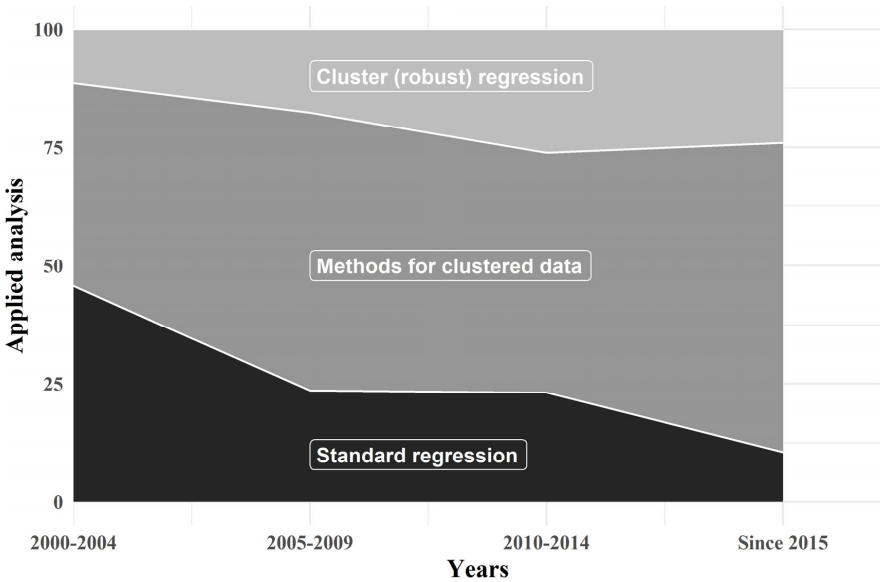 100
Cluster (robust) regression
75
Methods for clustered data
50
25
Standard regression
0
Applied analysis
2000-2004 2005-2009 2010-2014 Since 2015
Years